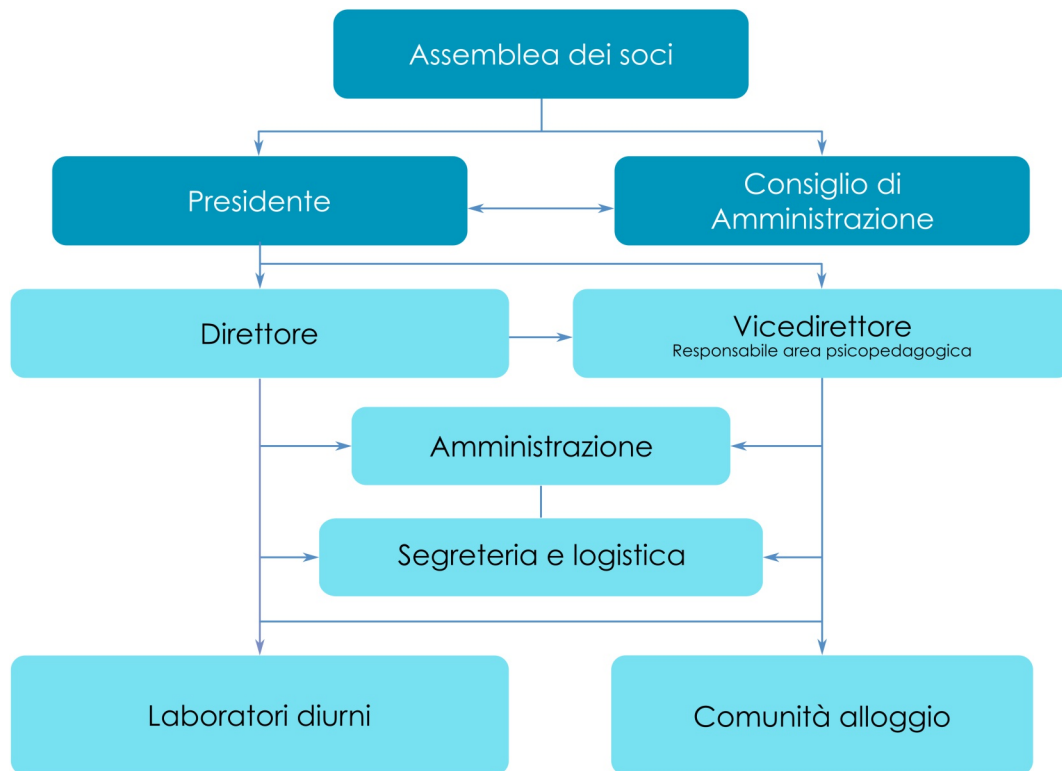 Assemblea dei soci
Presidente
Consiglio di
Amministrazione
Direttore
Vicedirettore
Responsabile area psicopedagogica
Amministrazione
Segreteria e logistica
Laboratori diurni
Comunità alloggio